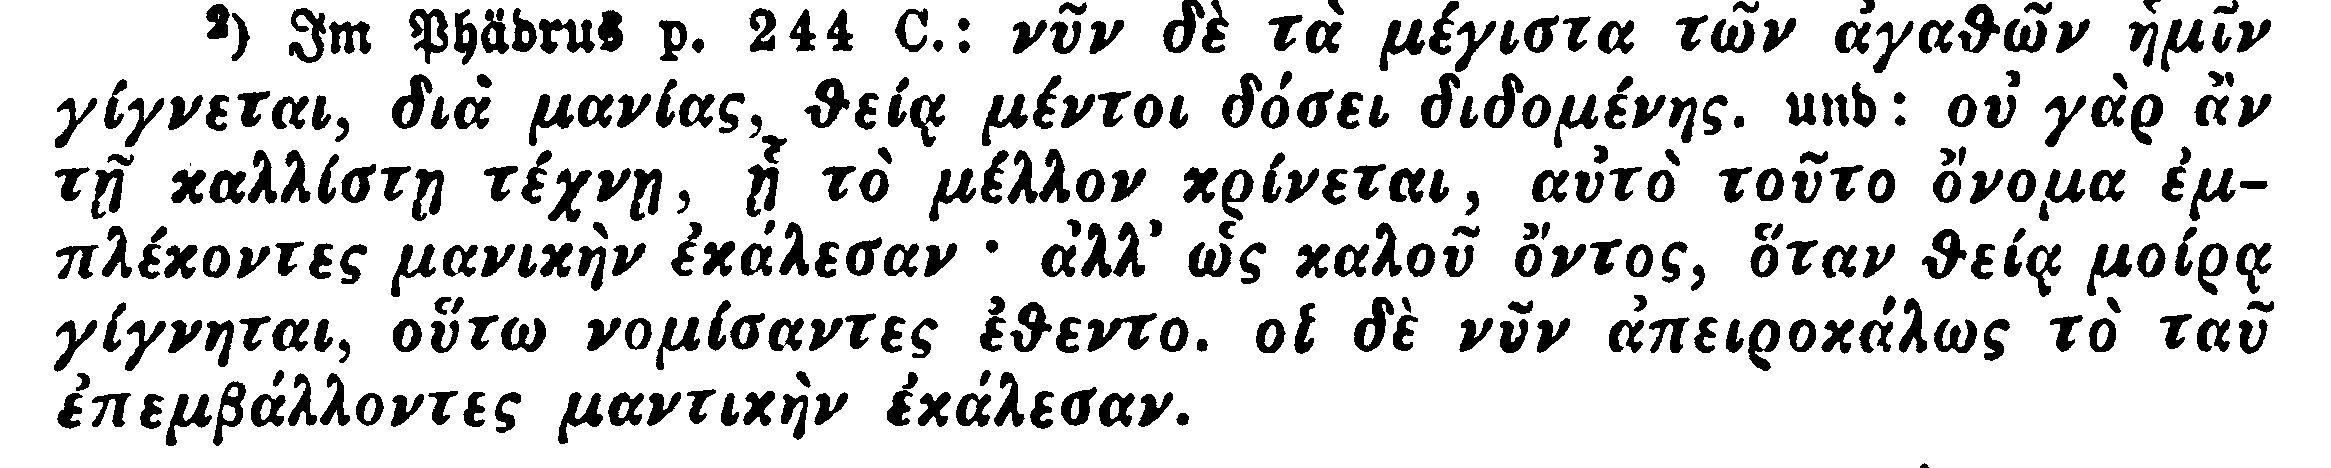 ²) Im Phädrus p. 244 C.: νῦν δὲ τὰ μέγιστα τῶν ἀγαθῶν ἡμῖν
γίγνεται, διὰ μανίας, θείᾳ μέντοι δόσει διδομένης. und: οὐ γὰρ ἂν
τῇ καλλίστῃ τέχνῃ, ᾗ τὸ μέλλον κρίνεται, αὐτὸ τοῦτο ὄνομα ἐμ-
πλέκοντες μανικὴν ἐκάλεσαν · ἀλλ’ ὡς καλοῦ ὄντος, ὅταν θείᾳ μοίρᾳ
γίγνηται, οὕτω νομίσαντες ἔθεντο. οἱ δὲ νῦν ἀπειροκάλως τὸ ταῦ
ἐπεμβάλλοντες μαντικὴν ἐκάλεσαν.